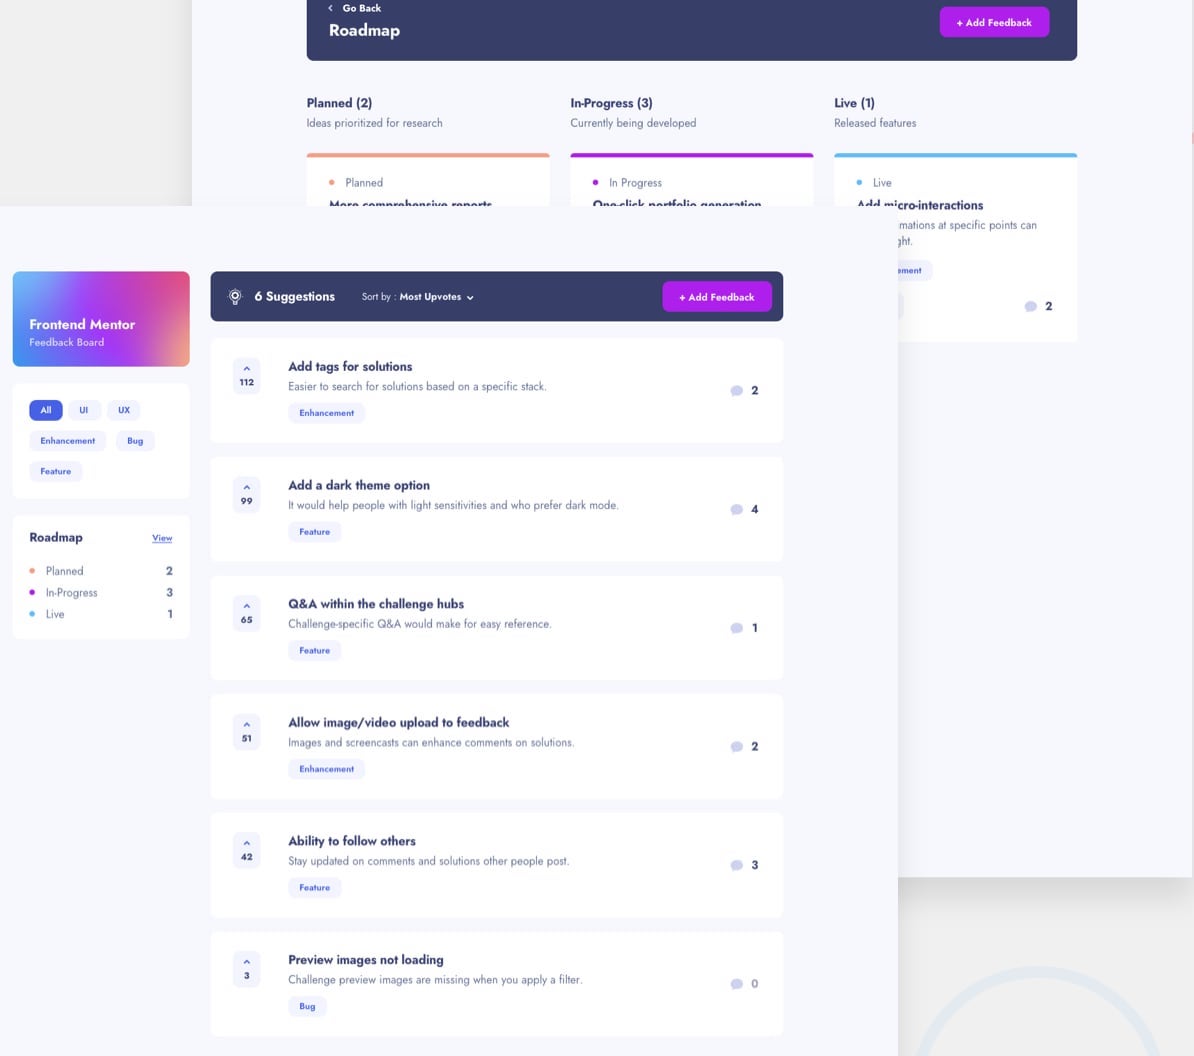 Go Back
Roadmap
+ Add Feedback
Planned (2)
Ideas prioritized for research
In-Progress (3)
Currently being developed
Live (1)
Released features
Planned
More comprehensive reports
In Progress
One-click portfolio generation
Live
Add micro-interactions
mations at specific points can
ght.
ement
2
Frontend Mentor
Feedback Board
All
UI
UX
Enhancement
Bug
Feature
Roadmap
View
Planned 2
In-Progress 3
Live 1
6 Suggestions
Sort by : Most Upvotes
+ Add Feedback
112
Add tags for solutions
Easier to search for solutions based on a specific stack.
Enhancement
2
99
Add a dark theme option
It would help people with light sensitivities and who prefer dark mode.
Feature
4
65
Q&A within the challenge hubs
Challenge-specific Q&A would make for easy reference.
Feature
1
51
Allow image/video upload to feedback
Images and screencasts can enhance comments on solutions.
Enhancement
2
42
Ability to follow others
Stay updated on comments and solutions other people post.
Feature
3
3
Preview images not loading
Challenge preview images are missing when you apply a filter.
Bug
0